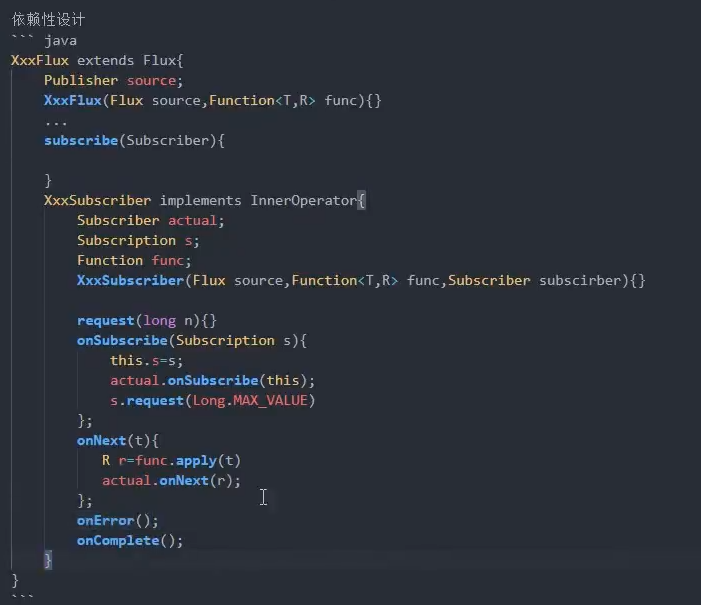 依赖性设计
``` java
XxxFlux extends Flux{
    Publisher source;
    XxxFlux(Flux source,Function<T,R> func){}
    ...
    subscribe(Subscriber){

    }
    XxxSubscriber implements InnerOperator{
        Subscriber actual;
        Subscription s;
        Function func;
        XxxSubscriber(Flux source,Function<T,R> func,Subscriber subscirber){}

        request(long n){}
        onSubscribe(Subscription s){
            this.s=s;
            actual.onSubscribe(this);
            s.request(Long.MAX_VALUE)
        };
        onNext(t){
           R r=func.apply(t)
           actual.onNext(r);
        };
        onError();
        onComplete();
    }
}
```